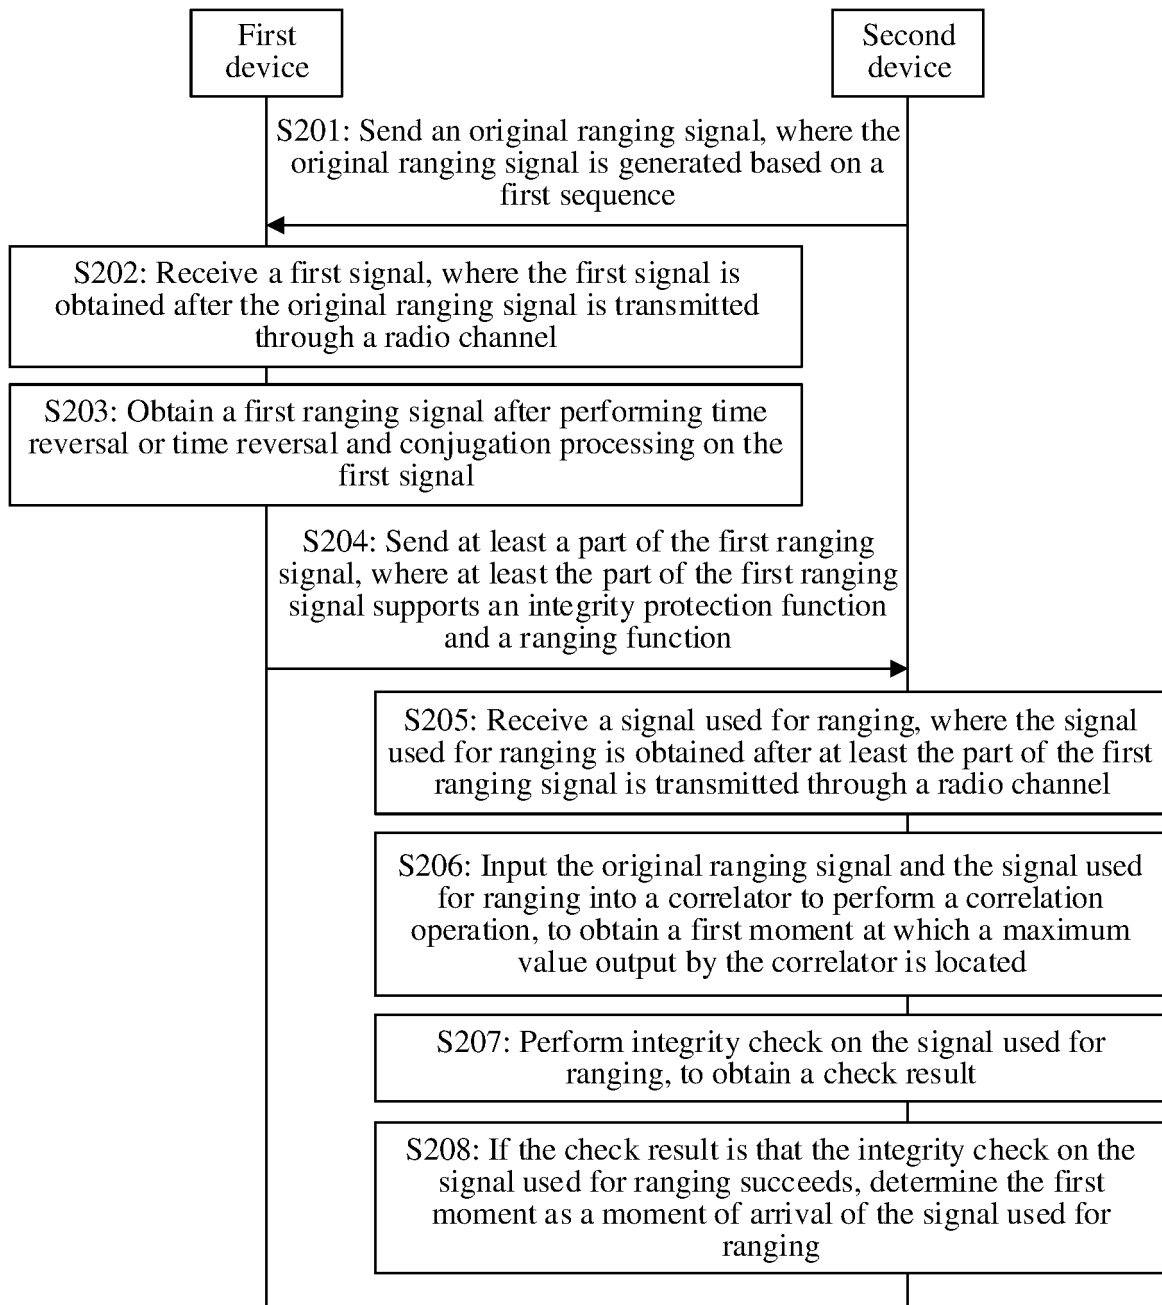 First
device
Second
device
S201: Send an original ranging signal, where the
original ranging signal is generated based on a
first sequence
S202: Receive a first signal, where the first signal is
obtained after the original ranging signal is transmitted
through a radio channel
S203: Obtain a first ranging signal after performing time
reversal or time reversal and conjugation processing on the
first signal
S204: Send at least a part of the first ranging
signal, where at least the part of the first ranging
signal supports an integrity protection function
and a ranging function
S205: Receive a signal used for ranging, where the signal
used for ranging is obtained after at least the part of the first
ranging signal is transmitted through a radio channel
S206: Input the original ranging signal and the signal used
for ranging into a correlator to perform a correlation
operation, to obtain a first moment at which a maximum
value output by the correlator is located
S207: Perform integrity check on the signal used for
ranging, to obtain a check result
S208: If the check result is that the integrity check on the
signal used for ranging succeeds, determine the first
moment as a moment of arrival of the signal used for
ranging